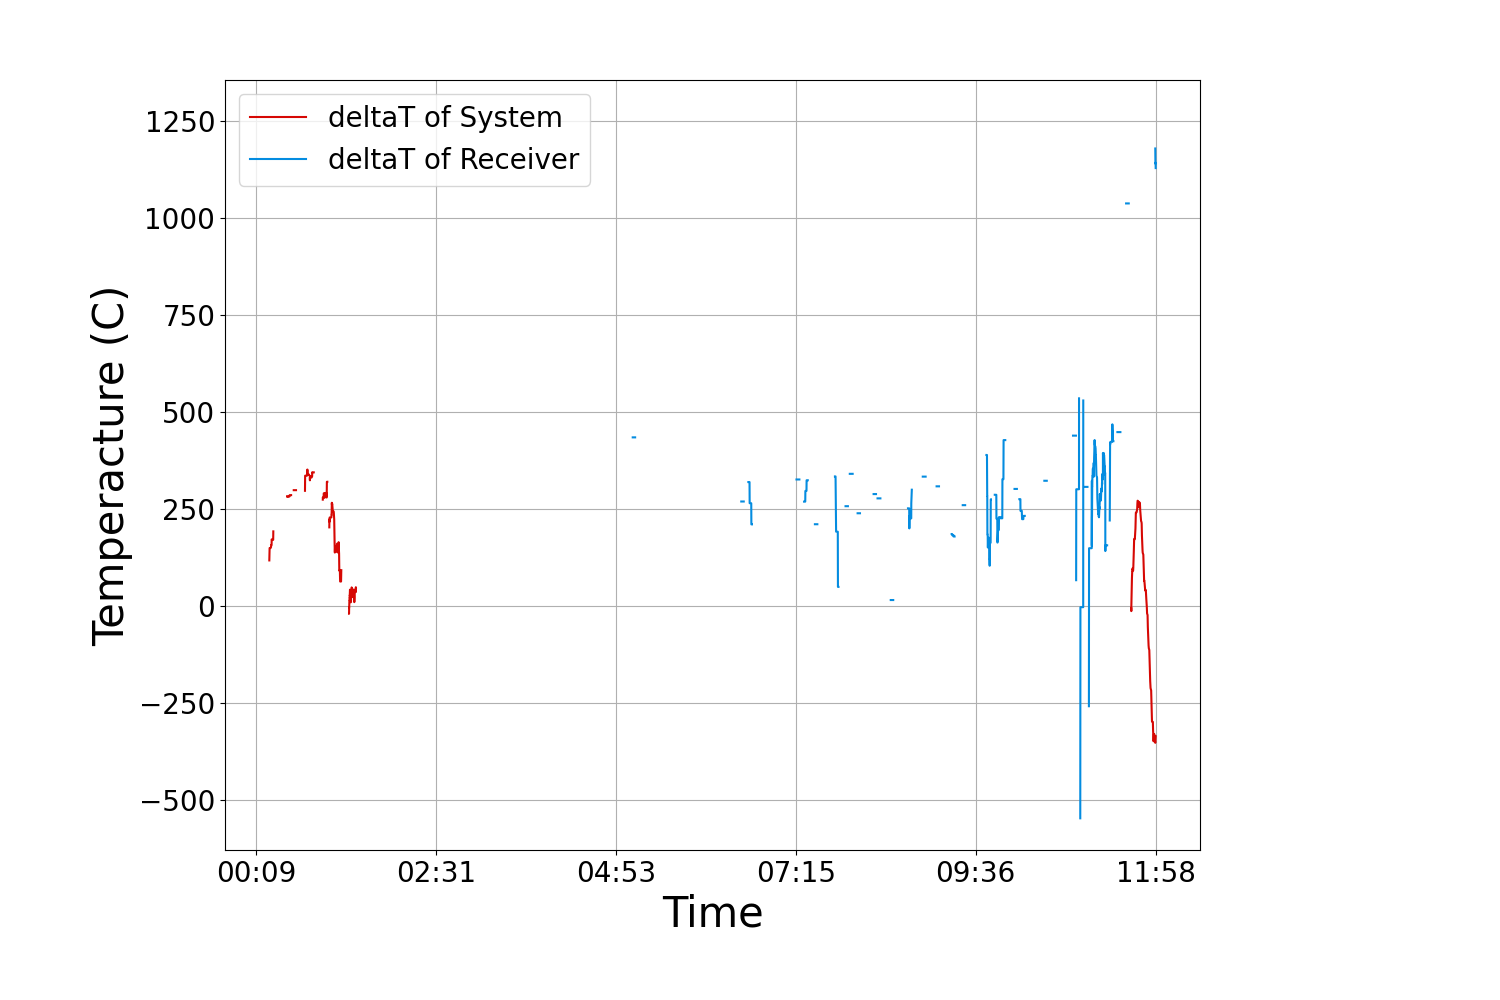 deltaT of System
deltaT of Receiver
1250
1000
750
500
250
0
−250
−500
Temperacture (C)
00:09 02:31 04:53 07:15 09:36 11:58
Time